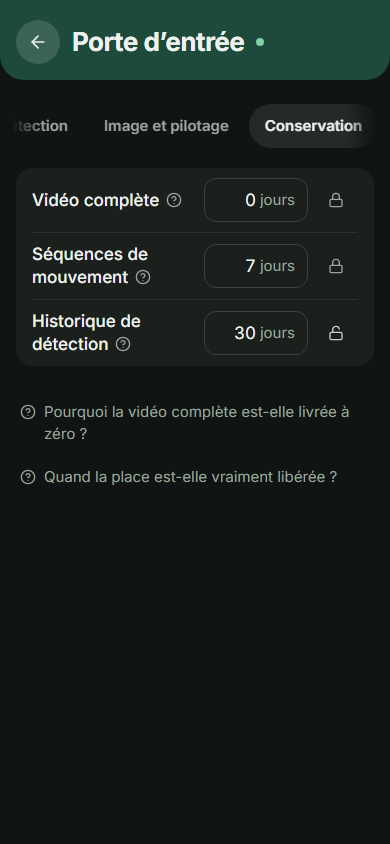 Porte d’entrée
Image et pilotage
Conservation
Vidéo complète
0 jours
Séquences de
mouvement
7 jours
Historique de
détection
30 jours
Pourquoi la vidéo complète est-elle livrée à
zéro ?
Quand la place est-elle vraiment libérée ?